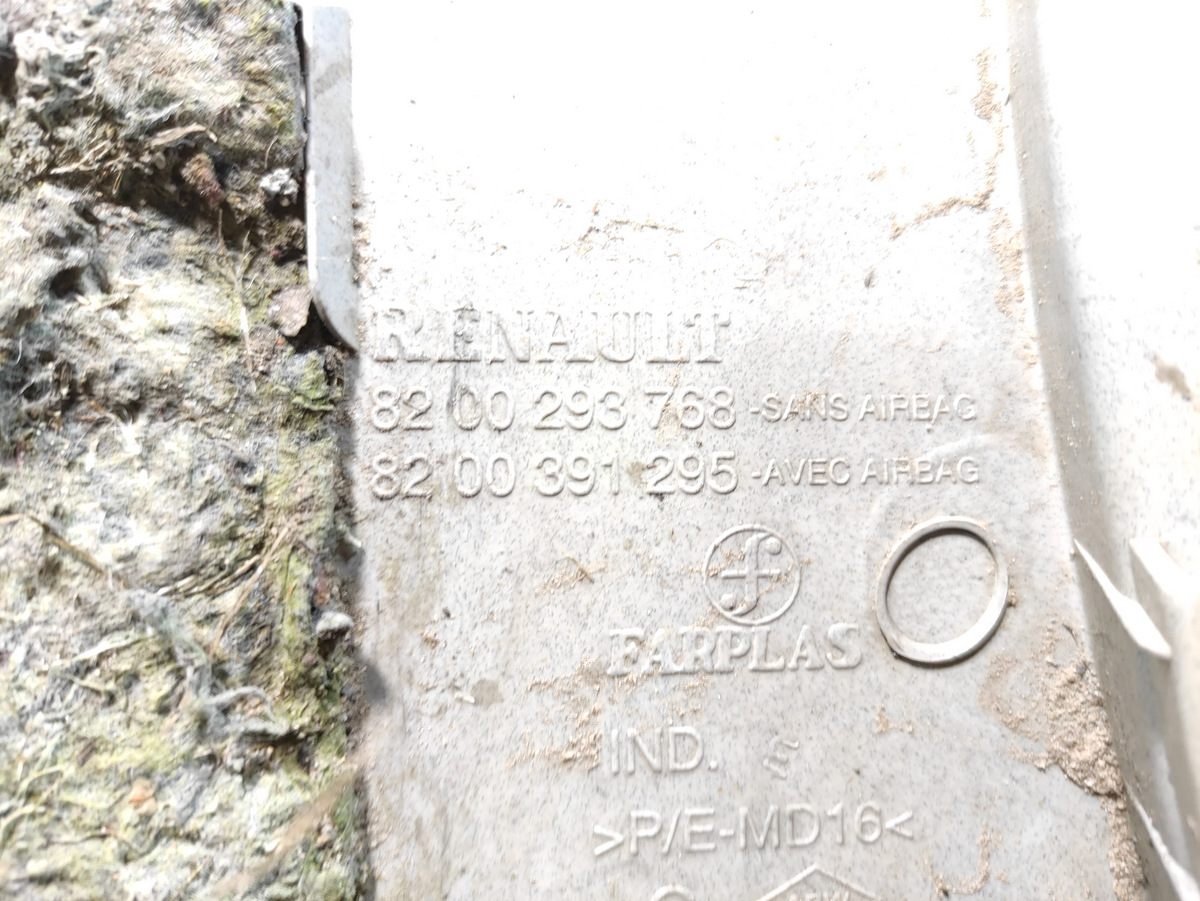 RENAULT
82 00 293 768 -SANS AIRBAG
82 00 391 295 -AVEC AIRBAG
FARPLAS
IND.
>P/E-MD16<